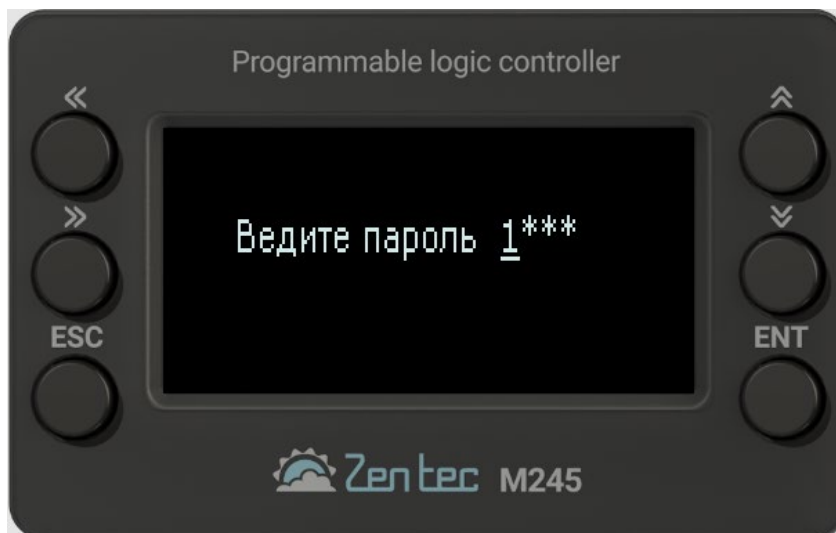 Programmable logic controller
«
»
ESC
ENT
Ведите пароль 1***
Zentec M245